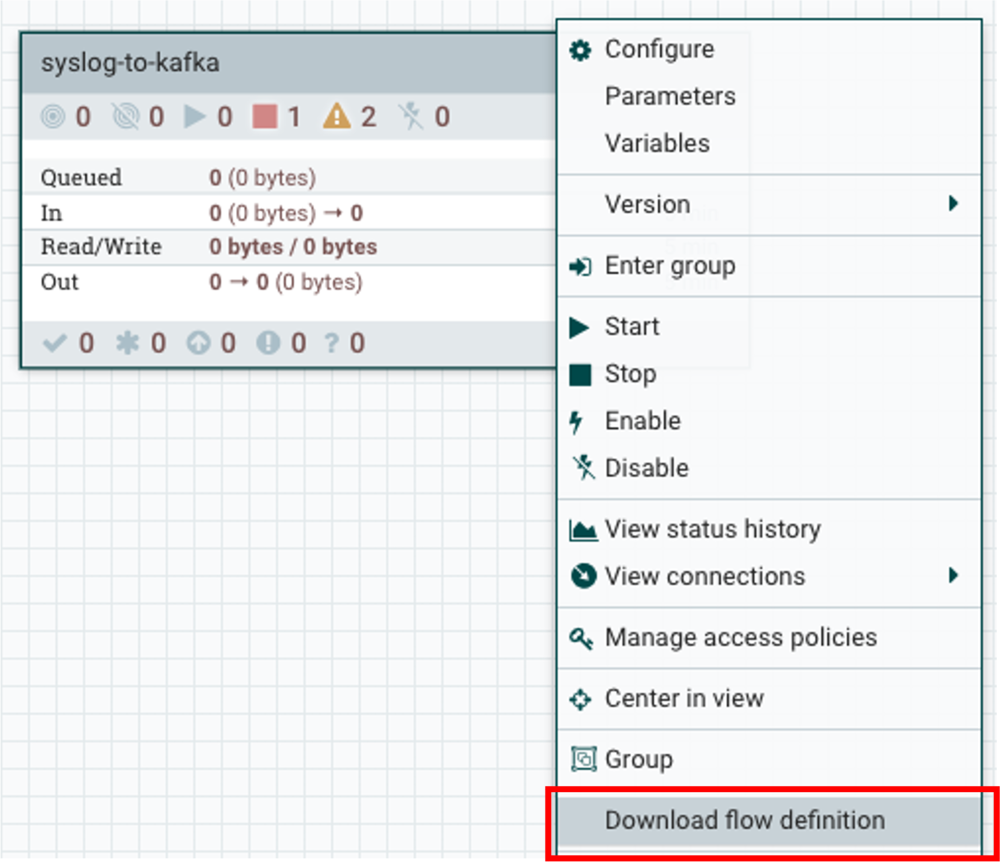 syslog-to-kafka
0 0 0 1 2 0
Queued 0 (0 bytes)
In 0 (0 bytes) → 0
Read/Write 0 bytes / 0 bytes
Out 0 → 0 (0 bytes)
0 0 0 0 ? 0
Configure
Parameters
Variables
Version
Enter group
Start
Stop
Enable
Disable
View status history
View connections
Manage access policies
Center in view
Group
Download flow definition